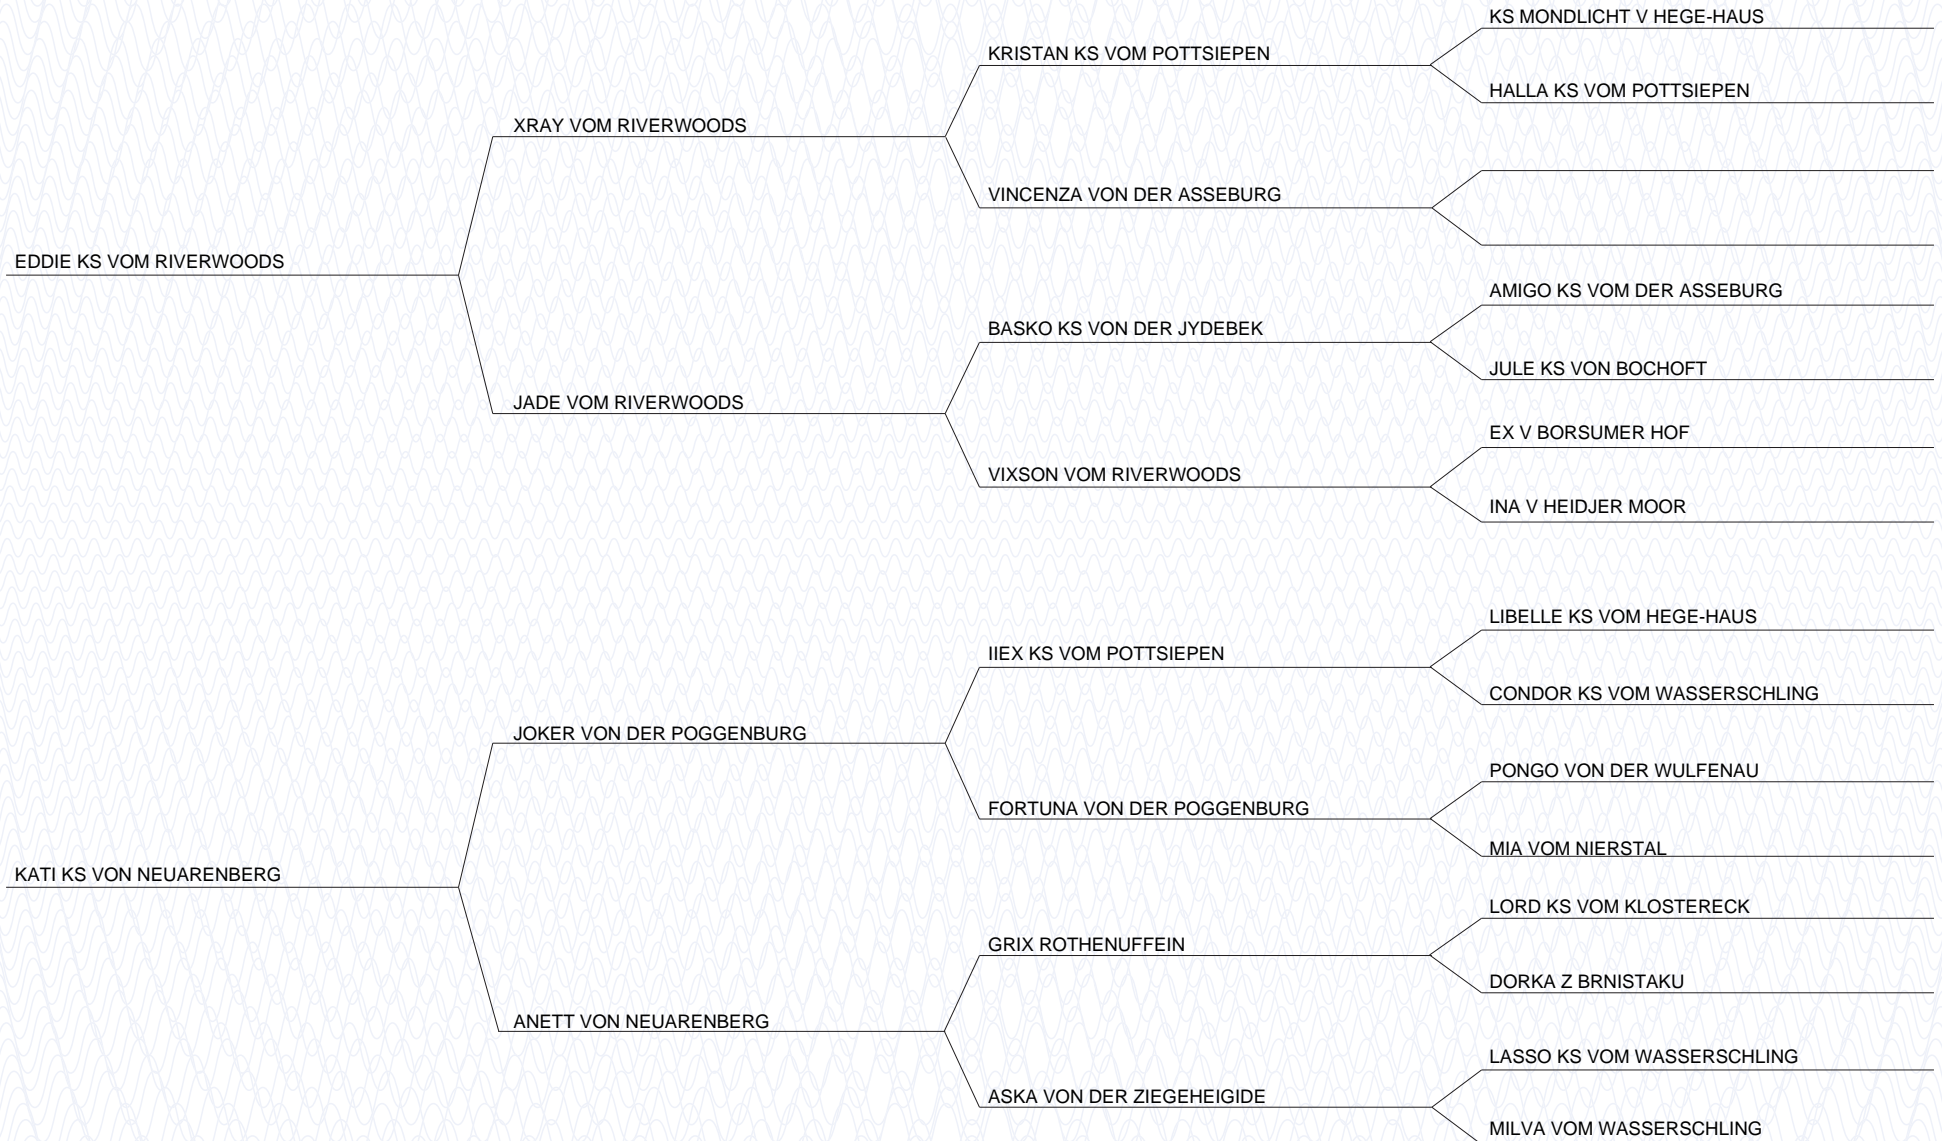 KS MONDLICHT V HEGE-HAUS
KRISTAN KS VOM POTTSIEPEN
HALLA KS VOM POTTSIEPEN
XRAY VOM RIVERWOODS
VINCENZA VON DER ASSEBURG
EDDIE KS VOM RIVERWOODS
AMIGO KS VOM DER ASSEBURG
BASKO KS VON DER JYDEBEK
JULE KS VON BOCHOFT
JADE VOM RIVERWOODS
EX V BORSUMER HOF
VIXSON VOM RIVERWOODS
INA V HEIDJER MOOR
LIBELLE KS VOM HEGE-HAUS
IIEX KS VOM POTTSIEPEN
CONDOR KS VOM WASSERSCHLING
JOKER VON DER POGGENBURG
PONGO VON DER WULFENAU
FORTUNA VON DER POGGENBURG
MIA VOM NIERSTAL
KATI KS VON NEUARENBERG
LORD KS VOM KLOSTERECK
GRIX ROTHENUFFEIN
DORKA Z BRNISTAKU
ANETT VON NEUARENBERG
LASSO KS VOM WASSERSCHLING
ASKA VON DER ZIEGEHEIGIDE
MILVA VOM WASSERSCHLING